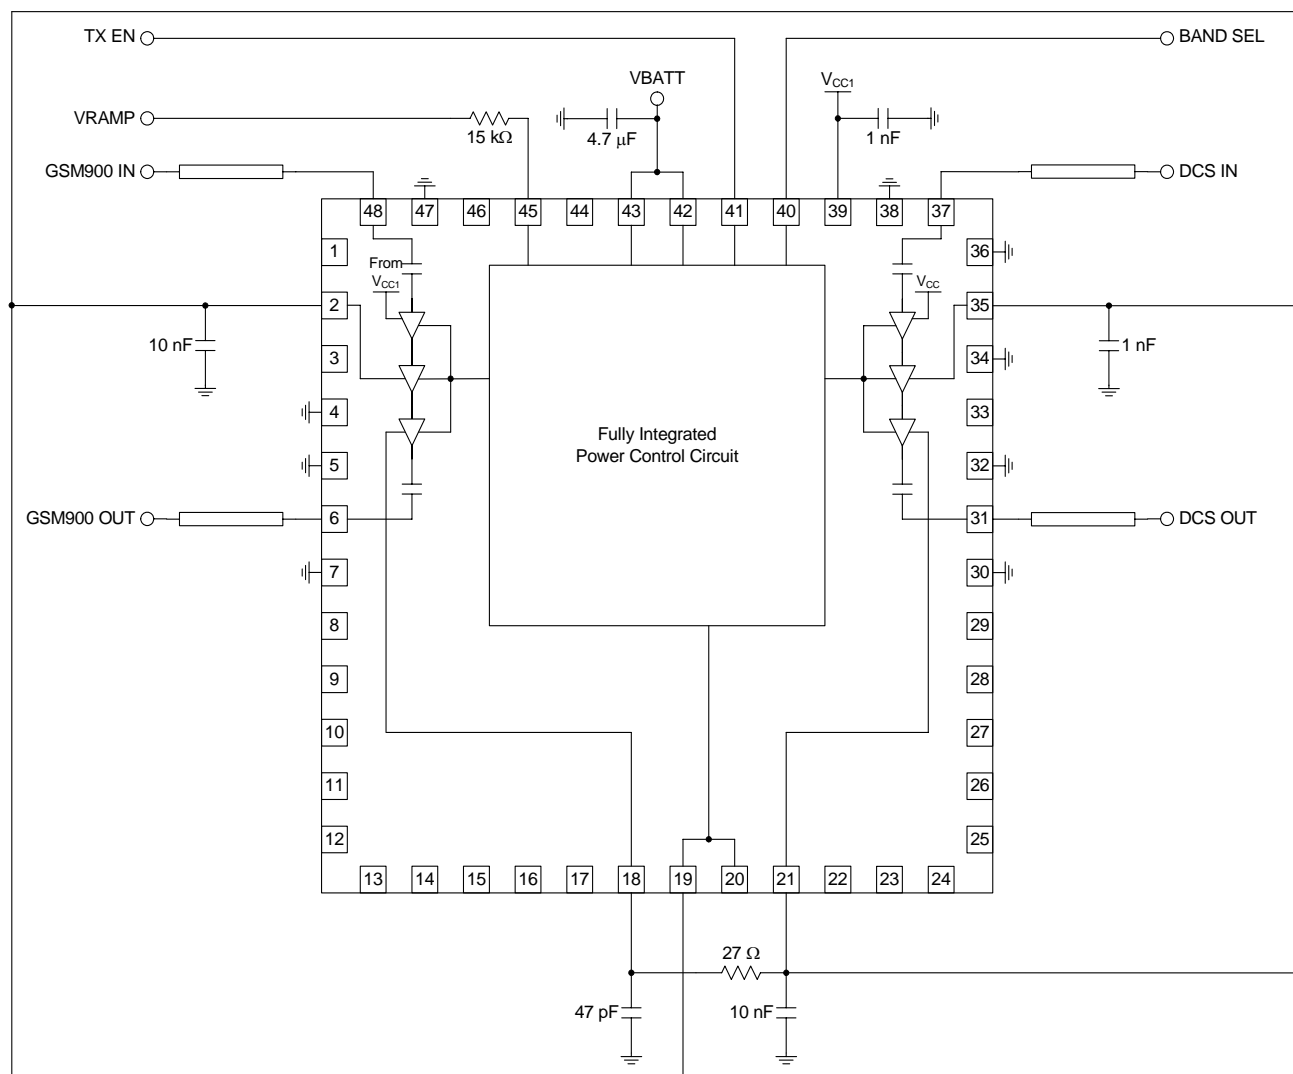 TX EN
BAND SEL
VBATT
VCC1
VRAMP
15 kΩ
4.7 μF
1 nF
GSM900 IN
DCS IN
48
47
46
45
44
43
42
41
40
39
38
37
1
36
From
VCC1
VCC
2
35
10 nF
1 nF
3
34
4
33
Fully Integrated
Power Control Circuit
5
32
GSM900 OUT
6
31
DCS OUT
7
30
8
29
9
28
10
27
11
26
12
25
13
14
15
16
17
18
19
20
21
22
23
24
27 Ω
47 pF
10 nF